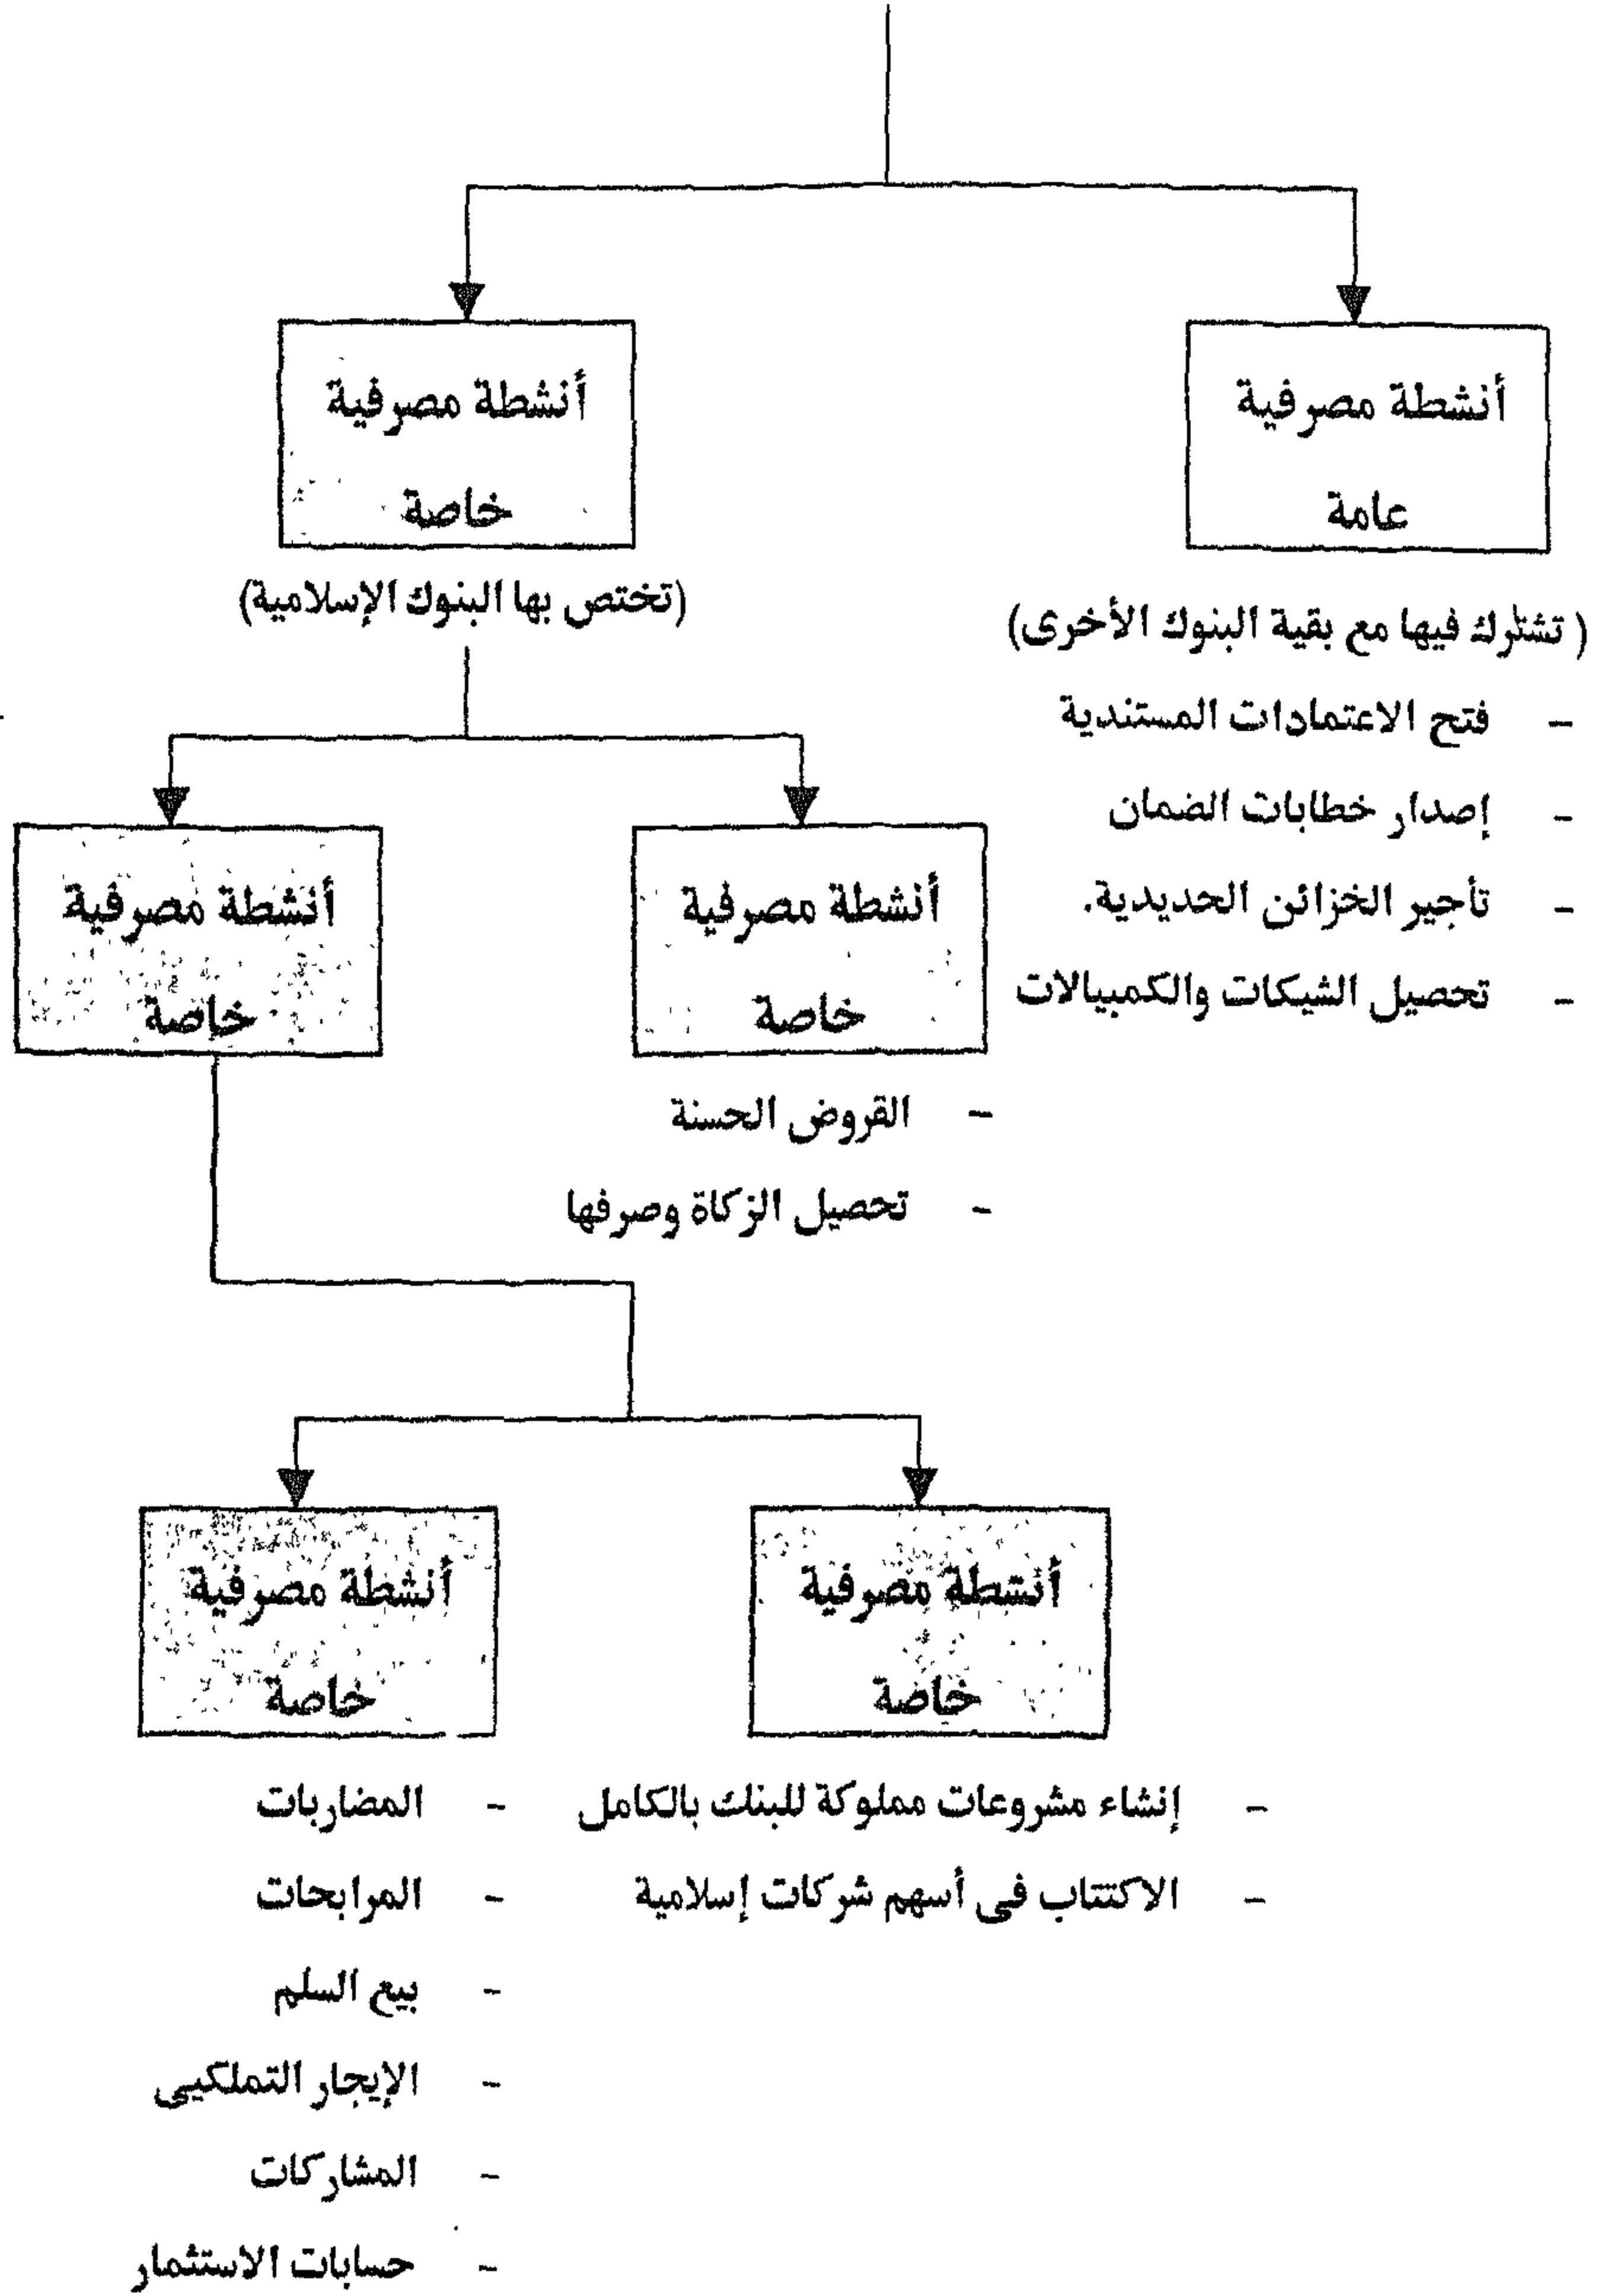 أنشطة مصرفية
عامة
( تشترك فيها مع بقية البنوك الأخرى)
- فتح الاعتمادات المستندية
- إصدار خطابات الضمان
- تأجير الخزائن الحديدية.
- تحصيل الشيكات والكمبيالات
أنشطة مصرفية
خاصة
(تختص بها البنوك الإسلامية)
أنشطة مصرفية
خاصة
- القروض الحسنة
- تحصيل الزكاة وصرفها
أنشطة مصرفية
خاصة
أنشطة مصرفية
خاصة
- إنشاء مشروعات مملوكة للبنك بالكامل
- الاكتتاب فى أسهم شركات إسلامية
أنشطة مصرفية
خاصة
- المضاربات
- المرابحات
- بيع السلم
- الإيجار التملكيى
- المشاركات
- حسابات الاستثمار